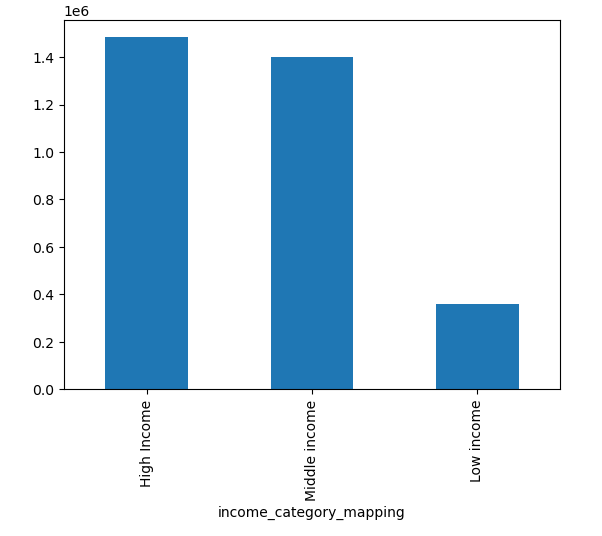 1e6
1.4
1.2
1.0
0.8
0.6
0.4
0.2
0.0
High Income
Middle income
Low income
income_category_mapping